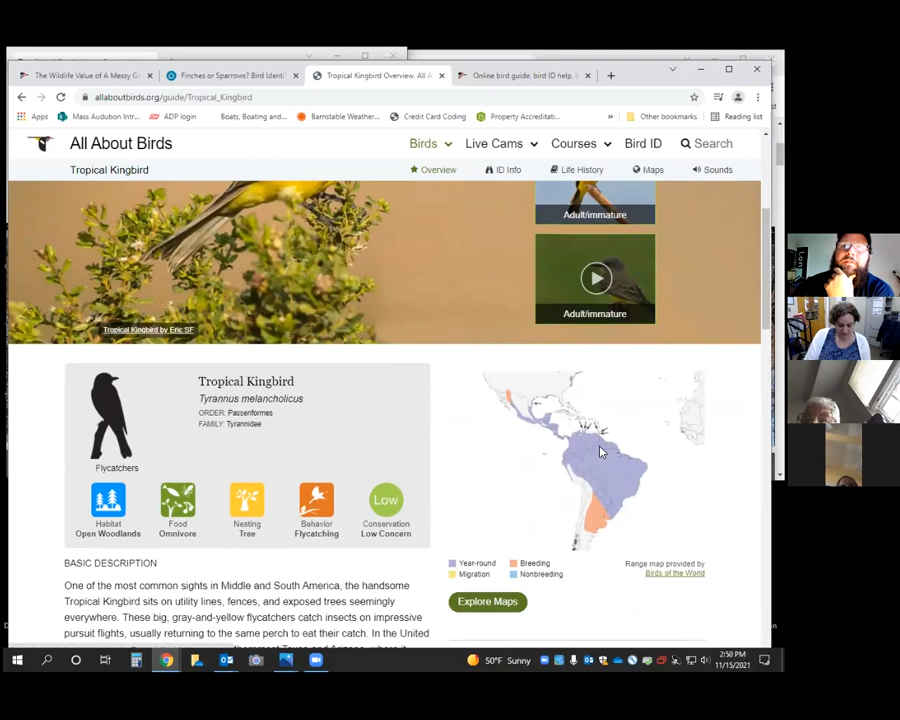 The Wildlife Value of A Messy G
Finches or Sparrows? Bird Identi
Tropical Kingbird Overview: All A
Online bird guide, bird ID help, l
allaboutbirds.org/guide/Tropical_Kingbird
Apps
Mass Audubon Intr...
ADP login
Boats, Boating and...
Barnstable Weather...
Credit Card Coding
Property Accreditati...
Other bookmarks
Reading list
All About Birds
Birds
Live Cams
Courses
Bird ID
Search
Tropical Kingbird
Overview
ID Info
Life History
Maps
Sounds
Adult/immature
Adult/immature
Tropical Kingbird by Eric SF
Tropical Kingbird
Tyrannus melancholicus
ORDER: Passeriformes
FAMILY: Tyrannidae
Flycatchers
Low
Habitat
Open Woodlands
Food
Omnivore
Nesting
Tree
Behavior
Flycatching
Conservation
Low Concern
Year-round
Breeding
Migration
Nonbreeding
Range map provided by
Birds of the World
Explore Maps
BASIC DESCRIPTION
One of the most common sights in Middle and South America, the handsome
Tropical Kingbird sits on utility lines, fences, and exposed trees seemingly
everywhere. These big, gray-and-yellow flycatchers catch insects on impressive
pursuit flights, usually returning to the same perch to eat their catch. In the United
50°F Sunny
2:50 PM
11/15/2021